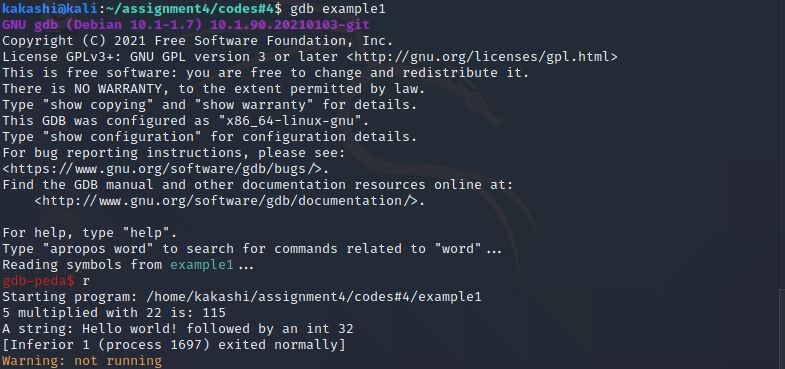 kakashi@kali:~/assignment4/codes#4$ gdb example1
GNU gdb (Debian 10.1-1.7) 10.1.90.20210103-git
Copyright (C) 2021 Free Software Foundation, Inc.
License GPLv3+: GNU GPL version 3 or later <http://gnu.org/licenses/gpl.html>
This is free software: you are free to change and redistribute it.
There is NO WARRANTY, to the extent permitted by law.
Type "show copying" and "show warranty" for details.
This GDB was configured as "x86_64-linux-gnu".
Type "show configuration" for configuration details.
For bug reporting instructions, please see:
<https://www.gnu.org/software/gdb/bugs/>.
Find the GDB manual and other documentation resources online at:
    <http://www.gnu.org/software/gdb/documentation/>.

For help, type "help".
Type "apropos word" to search for commands related to "word"...
Reading symbols from example1...
gdb-peda$ r
Starting program: /home/kakashi/assignment4/codes#4/example1
5 multiplied with 22 is: 115
A string: Hello world! followed by an int 32
[Inferior 1 (process 1697) exited normally]
Warning: not running